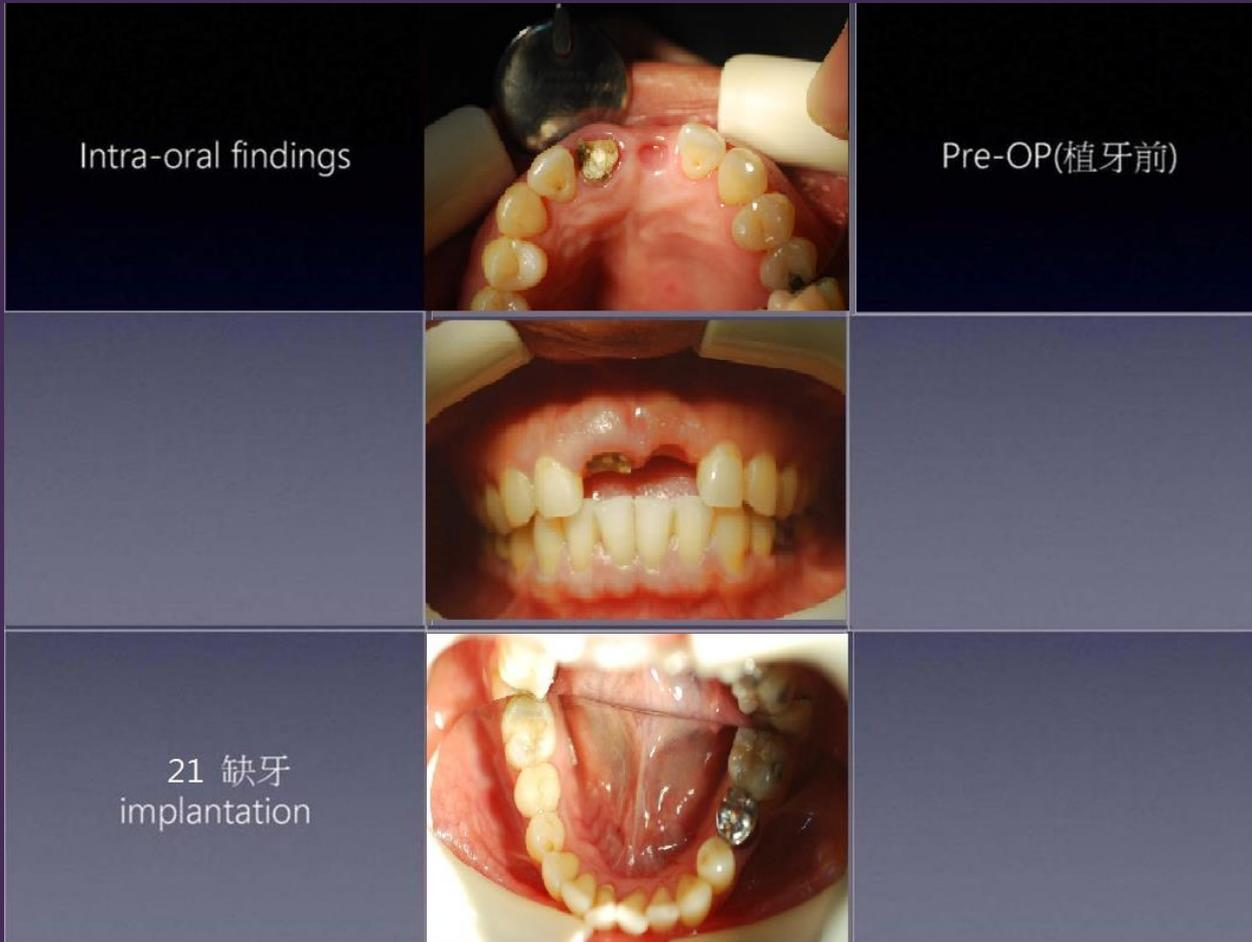 Intra-oral findings
Pre-OP(植牙前)
21 缺牙
implantation